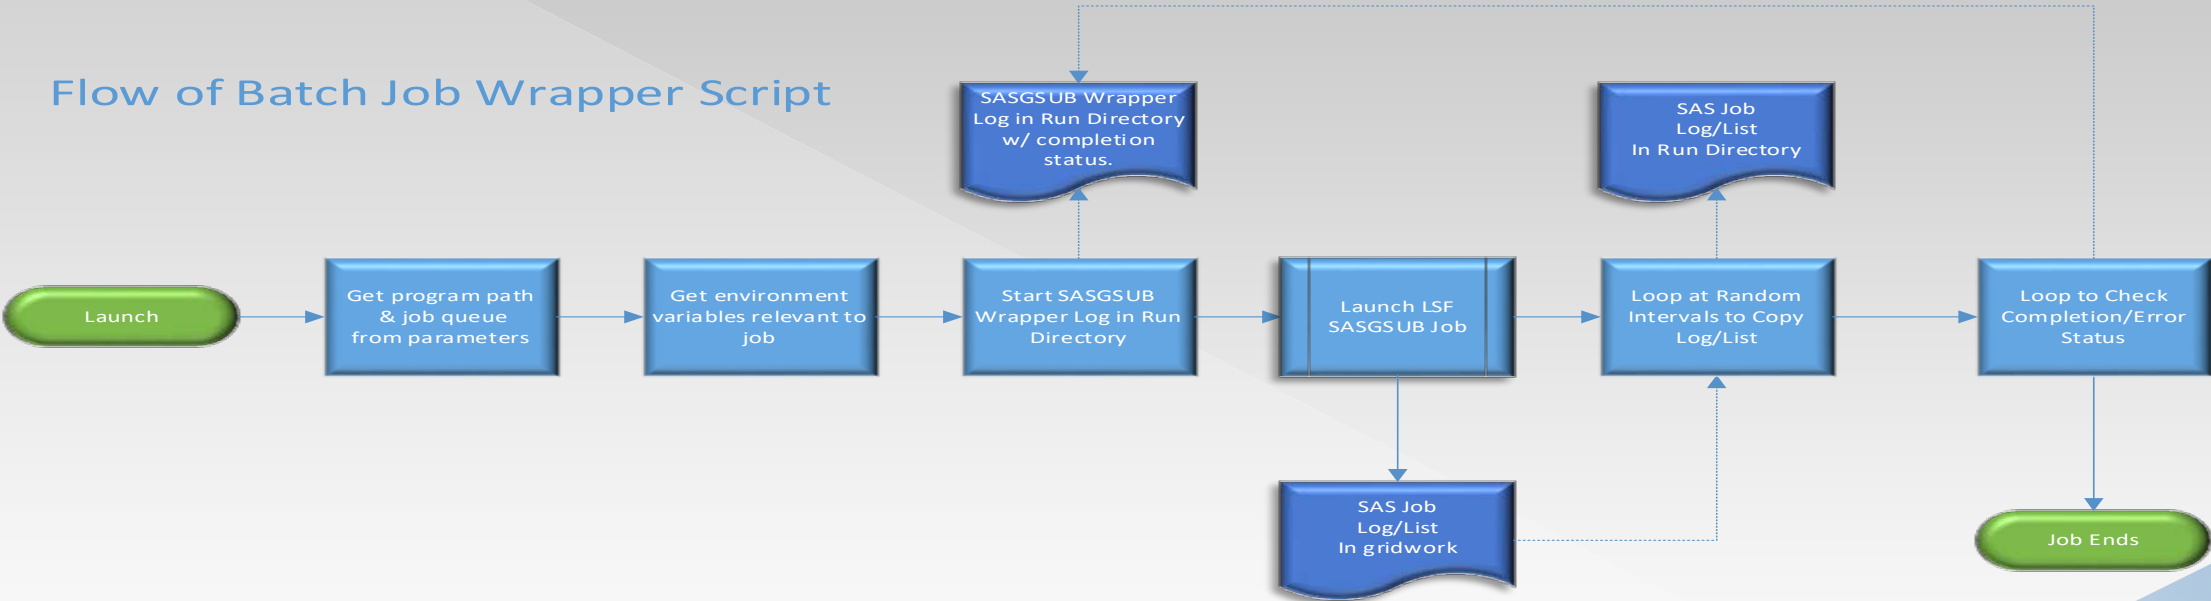 Flow of Batch Job Wrapper Script
SASGSUB Wrapper
Log in Run Directory
w/ completion
status.
SAS Job
Log/List
In Run Directory
Launch
Get program path
& job queue
from parameters
Get environment
variables relevant to
job
Start SASGSUB
Wrapper Log in Run
Directory
Launch LSF
SASGSUB Job
Loop at Random
Intervals to Copy
Log/List
Loop to Check
Completion/Error
Status
SAS Job
Log/List
In gridwork
Job Ends